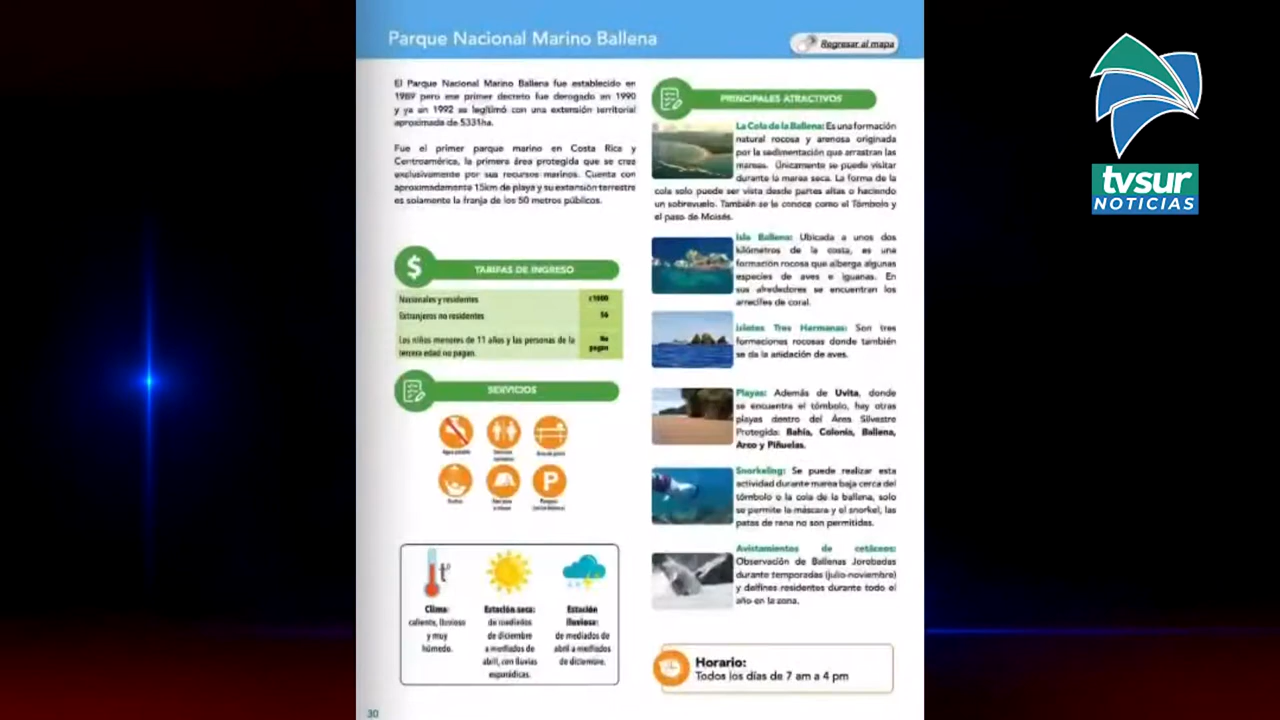 Parque Nacional Marino Ballena
Regresar al mapa
El Parque Nacional Marino Ballena fue establecido en
1989 pero ese primer decreto fue derogado en 1990
y ya en 1992 se legitimó con una extensión territorial
aproximada de 5331ha.
Fue el primer parque marino en Costa Rica y
Centroamérica, la primera área protegida que se crea
exclusivamente por sus recursos marinos. Cuenta con
aproximadamente 15km de playa y su extensión terrestre
es solamente la franja de los 50 metros públicos.
$ TARIFAS DE INGRESO
Nacionales y residentes ¢1000
Extranjeros no residentes $6
Los niños menores de 11 años y las personas de la No
tercera edad no pagan. pagan
SERVICIOS
Agua potable
Servicios
sanitarios
P
Duchas
Parqueo
Clima:
caliente, lluvioso
y muy
húmedo.
Estación seca:
de mediados
de diciembre
a mediados de
abril, con lluvias
esporádicas.
Estación
lluviosa:
de mediados de
abril a mediados
de diciembre.
30
PRINCIPALES ATRACTIVOS
La Cola de la Ballena: Es una formación
natural rocosa y arenosa originada
por la sedimentación que arrastran las
mareas. Únicamente se puede visitar
durante la marea seca. La forma de la
cola solo puede ser vista desde partes altas o haciendo
un sobrevuelo. También se le conoce como el Tómbolo y
el paso de Moisés.
Isla Ballena: Ubicada a unos dos
kilómetros de la costa, es una
formación rocosa que alberga algunas
especies de aves e iguanas. En
sus alrededores se encuentran los
arrecifes de coral.
Islotes Tres Hermanas: Son tres
formaciones rocosas donde también
se da la anidación de aves.
Playas: Además de Uvita, donde
se encuentra el tómbolo, hay otras
playas dentro del Área Silvestre
Protegida: Bahía, Colonia, Ballena,
Arco y Piñuelas.
Snorkeling: Se puede realizar esta
actividad durante marea baja cerca del
tómbolo o la cola de la ballena, solo
se permite la máscara y el snorkel, las
patas de rana no son permitidas.
Avistamientos de cetáceos:
Observación de Ballenas Jorobadas
durante temporadas (julio-noviembre)
y delfines residentes durante todo el
año en la zona.
Horario:
Todos los días de 7 am a 4 pm
tvsur
NOTICIAS